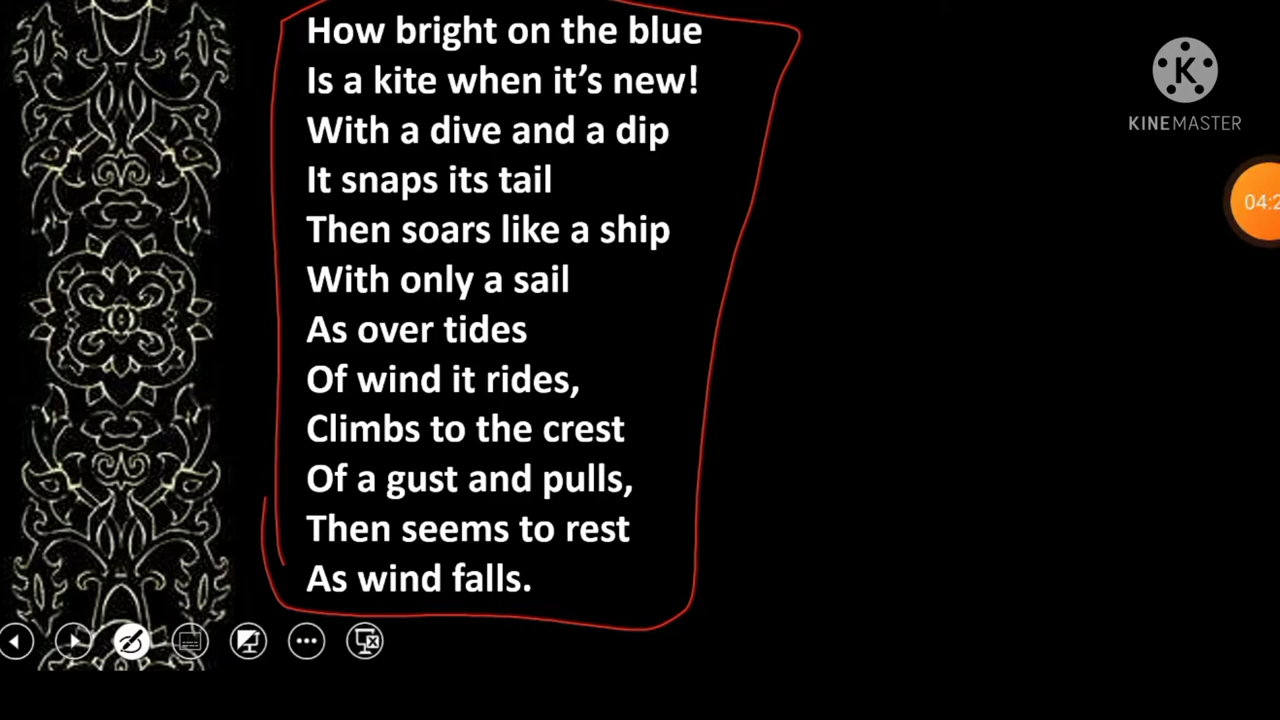 How bright on the blue
Is a kite when it's new!
With a dive and a dip
It snaps its tail
Then soars like a ship
With only a sail
As over tides
Of wind it rides,
Climbs to the crest
Of a gust and pulls,
Then seems to rest
As wind falls.
K
KINEMASTER
04:2